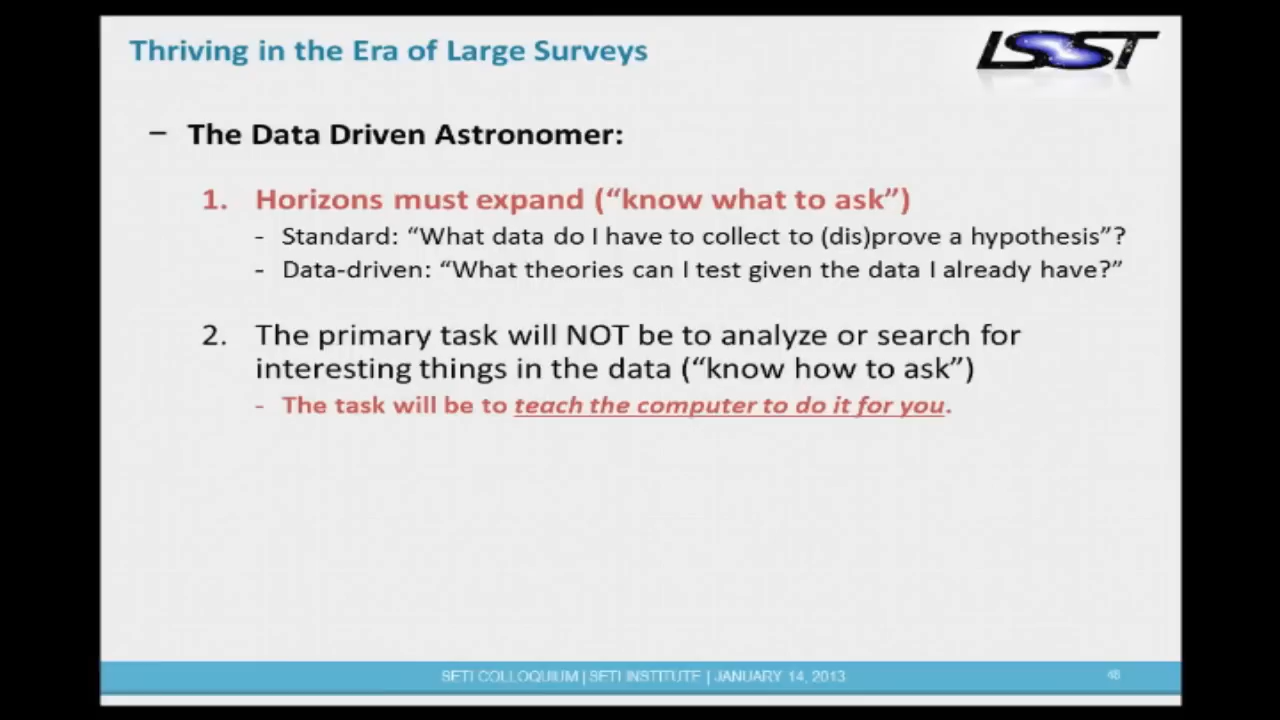 Thriving in the Era of Large Surveys
LSST
– The Data Driven Astronomer:
1. Horizons must expand (“know what to ask”)
- Standard: “What data do I have to collect to (dis)prove a hypothesis”?
- Data-driven: “What theories can I test given the data I already have?”
2. The primary task will NOT be to analyze or search for
interesting things in the data (“know how to ask”)
- The task will be to teach the computer to do it for you.
SETI COLLOQUIUM | SETI INSTITUTE | JANUARY 14, 2013